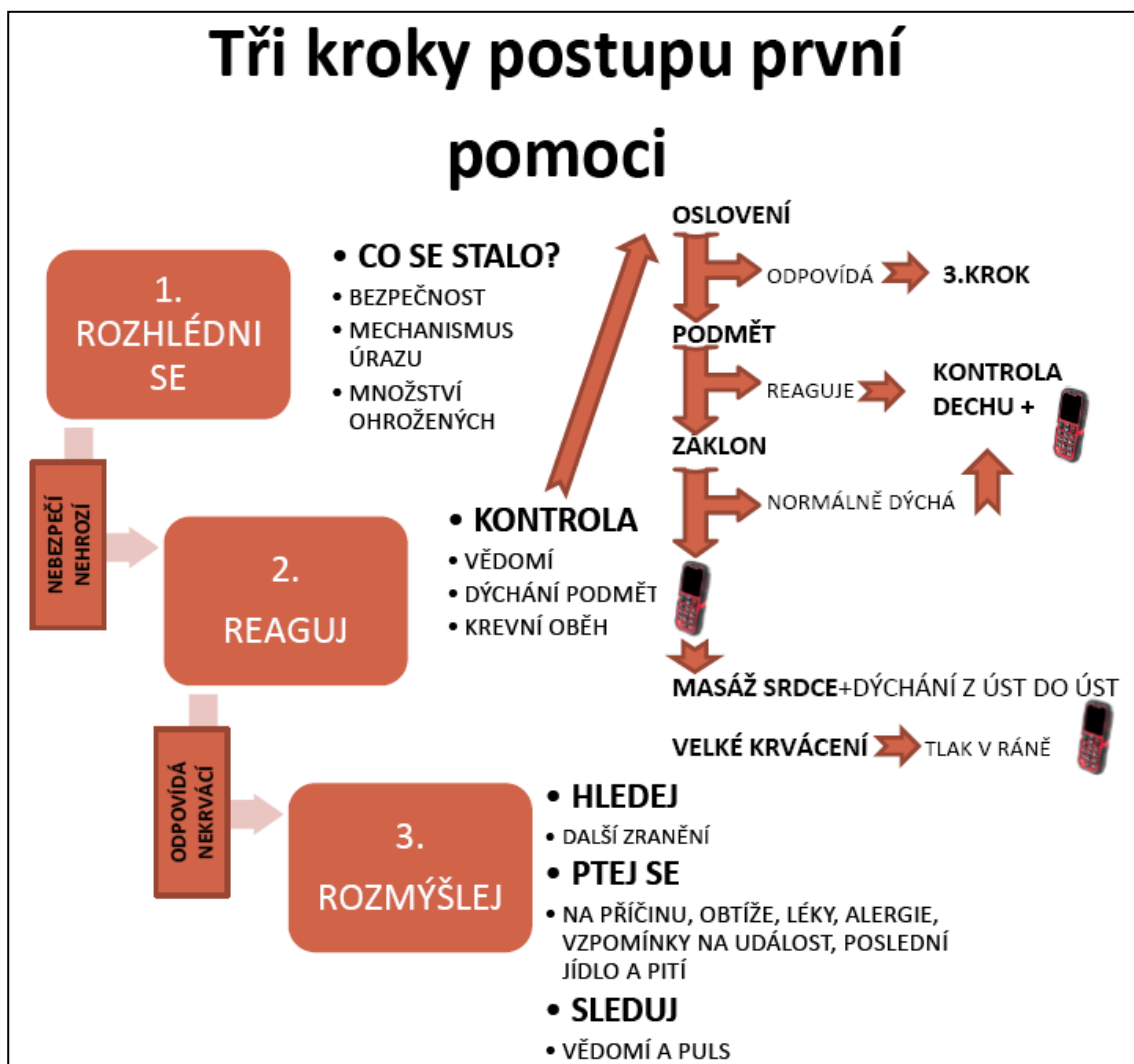 Tři kroky postupu první
pomoci
1.
ROZHLÉDNI
SE
• CO SE STALO?
• BEZPEČNOST
• MECHANISMUS
ÚRAZU
• MNOŽSTVÍ
OHROŽENÝCH
NEBEZPEČÍ
NEHROZÍ
2.
REAGUJ
• KONTROLA
• VĚDOMÍ
• DÝCHÁNÍ PODMĚT
• KREVNÍ OBĚH
OSLOVENÍ
ODPOVÍDÁ
3.KROK
PODMĚT
REAGUJE
KONTROLA
DECHU +
ZÁKLON
NORMÁLNĚ DÝCHÁ
MASÁŽ SRDCE+DÝCHÁNÍ Z ÚST DO ÚST
VELKÉ KRVÁCENÍ
TLAK V RÁNĚ
ODPOVÍDÁ
NEKRVÁCÍ
3.
ROZMÝŠLEJ
• HLEDEJ
• DALŠÍ ZRANĚNÍ
• PTEJ SE
• NA PŘÍČINU, OBTÍŽE, LÉKY, ALERGIE,
VZPOMÍNKY NA UDÁLOST, POSLEDNÍ
JÍDLO A PITÍ
• SLEDUJ
• VĚDOMÍ A PULS